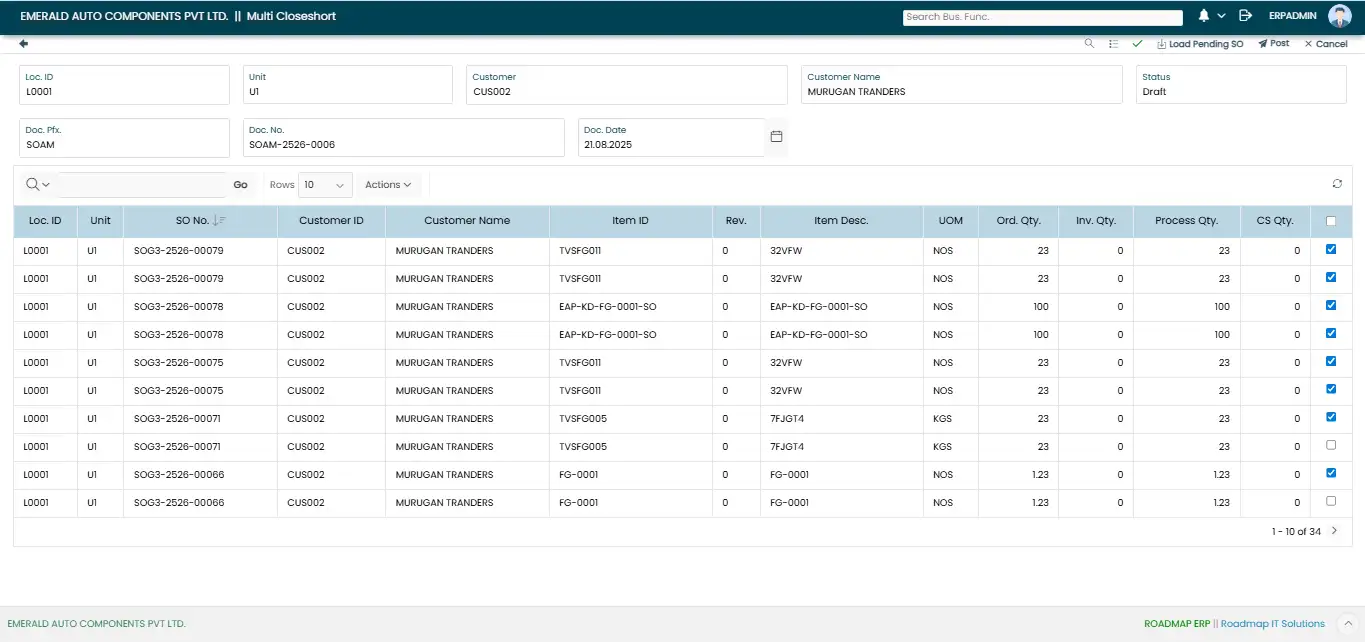 EMERALD AUTO COMPONENTS PVT LTD. || Multi Closeshort
Search Bus. Func.
ERPADMIN
Load Pending SO Post Cancel
Loc. ID Unit Customer Customer Name Status
L0001 U1 CUS002 MURUGAN TRANDERS Draft
Doc. Pfx. Doc. No. Doc. Date
SOAM SOAM-2526-0006 21.08.2025
Go Rows 10 Actions
Loc. ID Unit SO No. Customer ID Customer Name Item ID Rev. Item Desc. UOM Ord. Qty. Inv. Qty. Process Qty. CS Qty.
L0001 U1 SOG3-2526-00079 CUS002 MURUGAN TRANDERS TVSFG011 0 32VFW NOS 23 0 23 0
L0001 U1 SOG3-2526-00079 CUS002 MURUGAN TRANDERS TVSFG011 0 32VFW NOS 23 0 23 0
L0001 U1 SOG3-2526-00078 CUS002 MURUGAN TRANDERS EAP-KD-FG-0001-SO 0 EAP-KD-FG-0001-SO NOS 100 0 100 0
L0001 U1 SOG3-2526-00078 CUS002 MURUGAN TRANDERS EAP-KD-FG-0001-SO 0 EAP-KD-FG-0001-SO NOS 100 0 100 0
L0001 U1 SOG3-2526-00075 CUS002 MURUGAN TRANDERS TVSFG011 0 32VFW NOS 23 0 23 0
L0001 U1 SOG3-2526-00075 CUS002 MURUGAN TRANDERS TVSFG011 0 32VFW NOS 23 0 23 0
L0001 U1 SOG3-2526-00071 CUS002 MURUGAN TRANDERS TVSFG005 0 7FJGT4 KGS 23 0 23 0
L0001 U1 SOG3-2526-00071 CUS002 MURUGAN TRANDERS TVSFG005 0 7FJGT4 KGS 23 0 23 0
L0001 U1 SOG3-2526-00066 CUS002 MURUGAN TRANDERS FG-0001 0 FG-0001 NOS 1.23 0 1.23 0
L0001 U1 SOG3-2526-00066 CUS002 MURUGAN TRANDERS FG-0001 0 FG-0001 NOS 1.23 0 1.23 0
1 - 10 of 34
EMERALD AUTO COMPONENTS PVT LTD. ROADMAP ERP || Roadmap IT Solutions